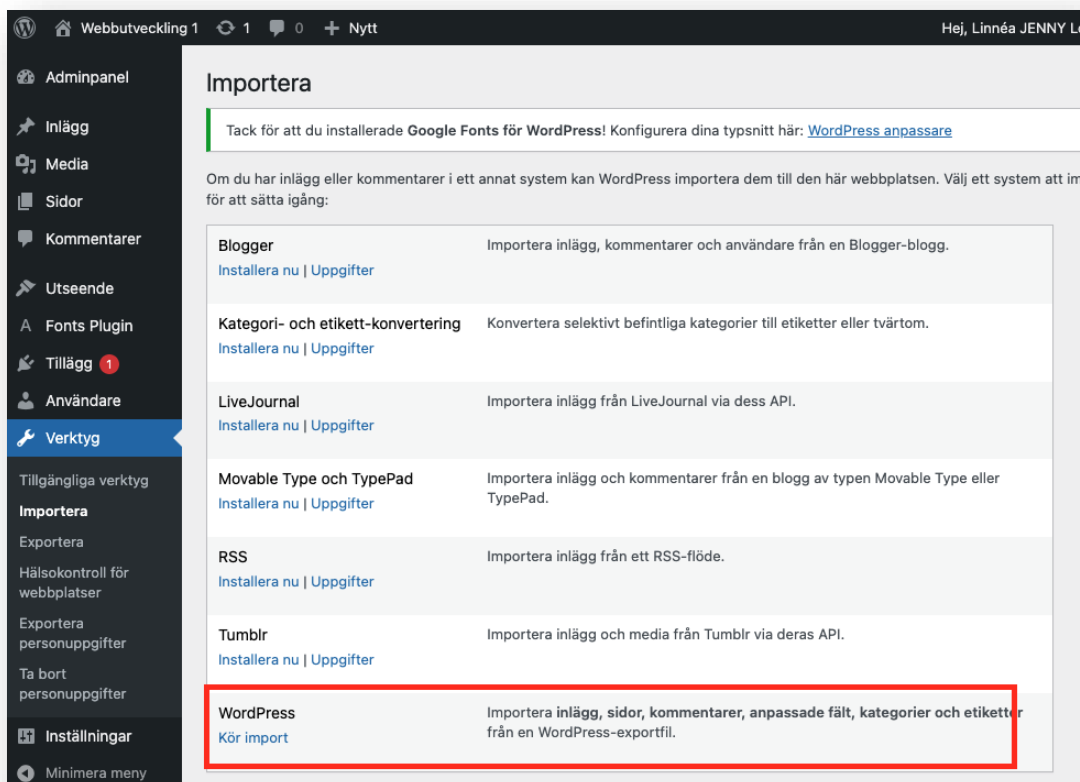 Webbutveckling 1 1 0 + Nytt Hej, Linnéa JENNY
Adminpanel
Inlägg
Media
Sidor
Kommentarer
Utseende
A Fonts Plugin
Tillägg 1
Användare
Verktyg
Tillgängliga verktyg
Importera
Exportera
Hälsokontroll för
webbplatser
Exportera
personuppgifter
Ta bort
personuppgifter
Inställningar
Minimera meny
Importera
Tack för att du installerade Google Fonts för WordPress! Konfigurera dina typsnitt här: WordPress anpassare
Om du har inlägg eller kommentarer i ett annat system kan WordPress importera dem till den här webbplatsen. Välj ett system att
för att sätta igång:
Blogger Importera inlägg, kommentarer och användare från en Blogger-blogg.
Installera nu | Uppgifter
Kategori- och etikett-konvertering Konvertera selektivt befintliga kategorier till etiketter eller tvärtom.
Installera nu | Uppgifter
LiveJournal Importera inlägg från LiveJournal via dess API.
Installera nu | Uppgifter
Movable Type och TypePad Importera inlägg och kommentarer från en blogg av typen Movable Type eller
TypePad.
Installera nu | Uppgifter
RSS Importera inlägg från ett RSS-flöde.
Installera nu | Uppgifter
Tumblr Importera inlägg och media från Tumblr via deras API.
Installera nu | Uppgifter
WordPress Importera inlägg, sidor, kommentarer, anpassade fält, kategorier och etiketter
från en WordPress-exportfil.
Kör import